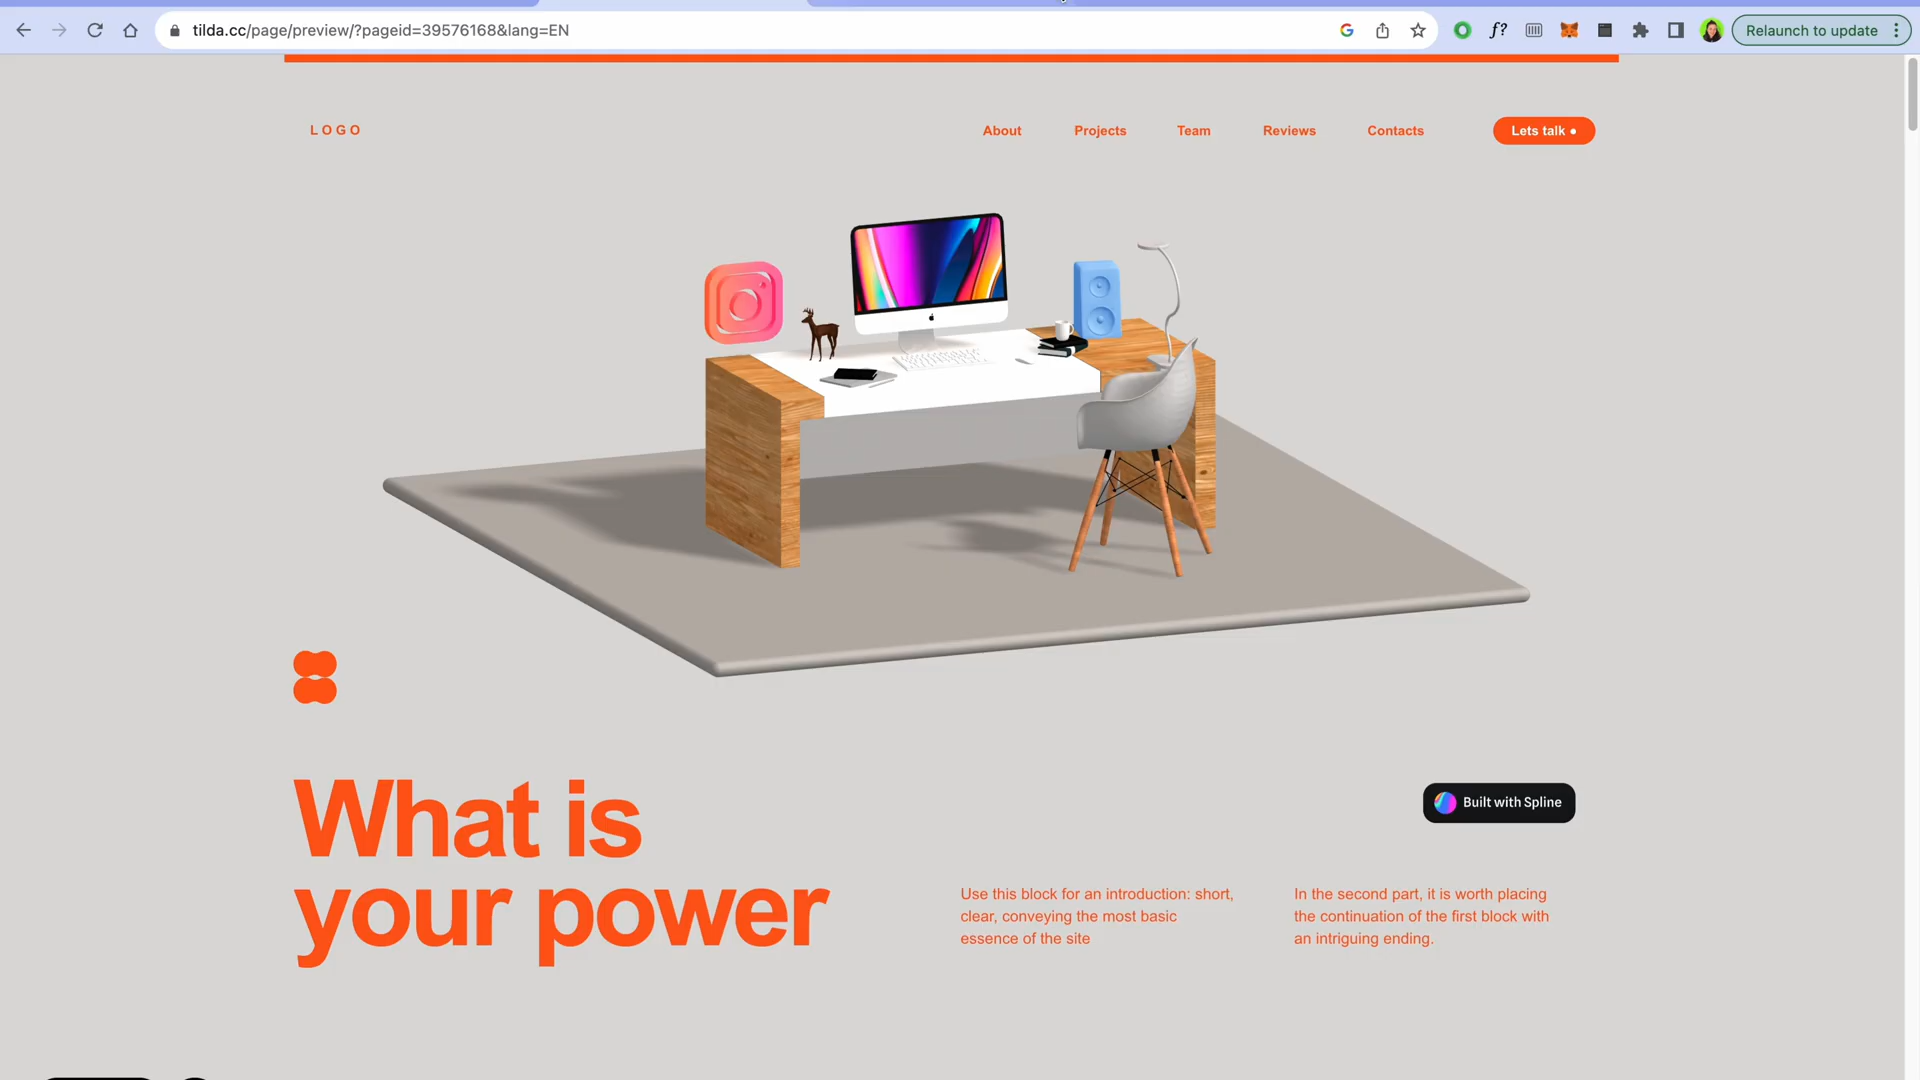 tilda.cc/page/preview/?pageid=39576168&lang=EN
f?
Relaunch to update
LOGO
About
Projects
Team
Reviews
Contacts
Lets talk •
What is
your power
Built with Spline
Use this block for an introduction: short,
clear, conveying the most basic
essence of the site
In the second part, it is worth placing
the continuation of the first block with
an intriguing ending.